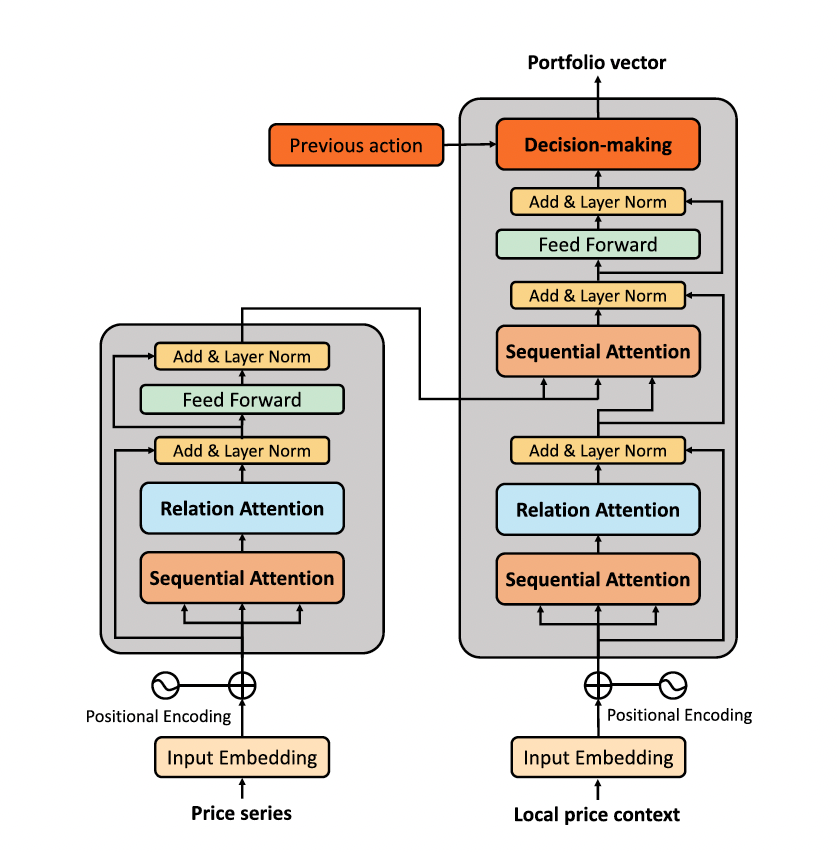 Portfolio vector
Previous action
Decision-making
Add & Layer Norm
Feed Forward
Add & Layer Norm
Sequential Attention
Add & Layer Norm
Relation Attention
Sequential Attention
Positional Encoding
Input Embedding
Local price context
Add & Layer Norm
Feed Forward
Add & Layer Norm
Relation Attention
Sequential Attention
Positional Encoding
Input Embedding
Price series